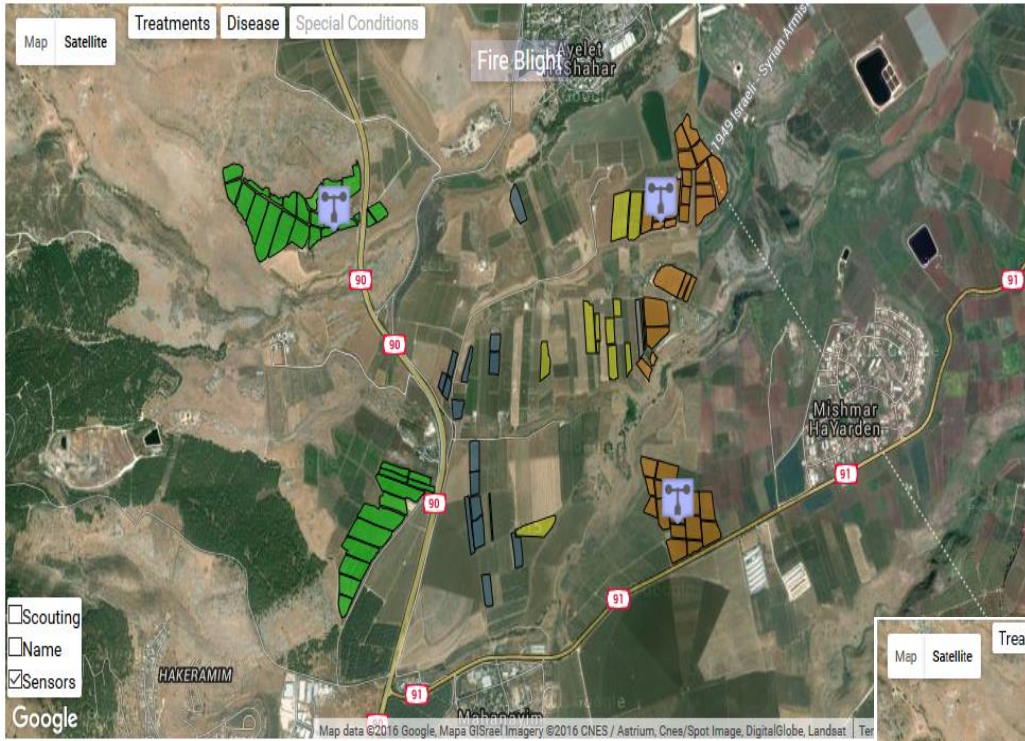 Map
Satellite
Treatments
Disease
Special Conditions
Fire Blight
Ayelet
HaShahar
1949 Israeli -Syrian Armis
90
90
90
91
91
91
91
Mishmar
HaYarden
Scouting
Name
Sensors
HAKERAMIM
Mahanayim
Google
Map data ©2016 Google, Mapa GISrael Imagery ©2016 CNES / Astrium, Cnes/Spot Image, DigitalGlobe, Landsat
Ter
Map
Satellite
Trea